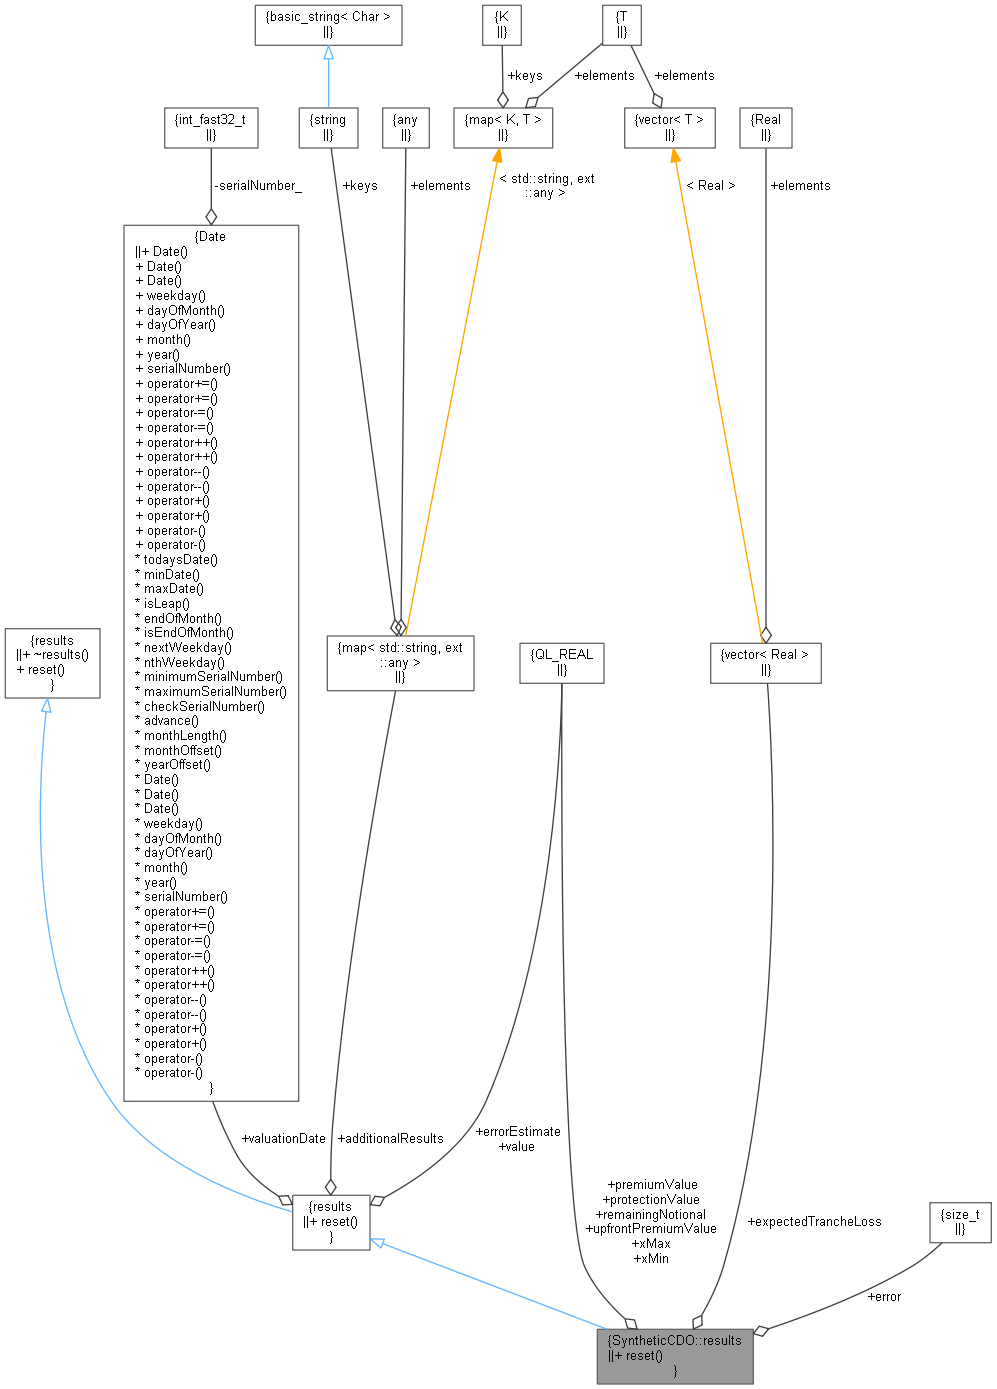 {basic_string< Char >
||}
{K
||}
{T
||}
+keys
+elements
+elements
{int_fast32_t
||}
{string
||}
{any
||}
{map< K, T >
||}
{vector< T >
||}
{Real
||}
-serialNumber_
+keys
+elements
< std::string, ext
::any >
< Real >
+elements
{Date
||+ Date()
+ Date()
+ Date()
+ weekday()
+ dayOfMonth()
+ dayOfYear()
+ month()
+ year()
+ serialNumber()
+ operator+=()
+ operator+=()
+ operator-=()
+ operator-=()
+ operator++()
+ operator++()
+ operator--()
+ operator--()
+ operator+()
+ operator+()
+ operator-()
+ operator-()
* todaysDate()
* minDate()
* maxDate()
* isLeap()
* endOfMonth()
* isEndOfMonth()
* nextWeekday()
* nthWeekday()
* minimumSerialNumber()
* maximumSerialNumber()
* checkSerialNumber()
* advance()
* monthLength()
* monthOffset()
* yearOffset()
* Date()
* Date()
* Date()
* weekday()
* dayOfMonth()
* dayOfYear()
* month()
* year()
* serialNumber()
* operator+=()
* operator+=()
* operator-=()
* operator-=()
* operator++()
* operator++()
* operator--()
* operator--()
* operator+()
* operator+()
* operator-()
* operator-()
}
{results
||+ ~results()
+ reset()
}
{map< std::string, ext
::any >
||}
{QL_REAL
||}
{vector< Real >
||}
+valuationDate
+additionalResults
+errorEstimate
+value
+premiumValue
+protectionValue
+remainingNotional
+upfrontPremiumValue
+xMax
+xMin
+expectedTrancheLoss
{results
||+ reset()
}
{size_t
||}
+error
{SyntheticCDO::results
||+ reset()
}